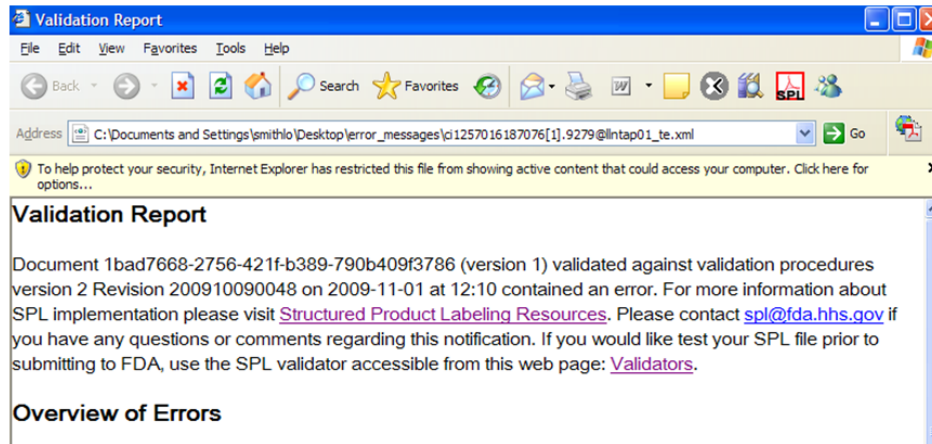 Validation Report
File Edit View Favorites Tools Help
Back Search Favorites SPL
Address C:\Documents and Settings\smithlo\Desktop\error_messages\ci1257016187076[1].9279@llntap01_te.xml Go
To help protect your security, Internet Explorer has restricted this file from showing active content that could access your computer. Click here for
options...
Validation Report
Document 1bad7668-2756-421f-b389-790b409f3786 (version 1) validated against validation procedures
version 2 Revision 200910090048 on 2009-11-01 at 12:10 contained an error. For more information about
SPL implementation please visit Structured Product Labeling Resources. Please contact spl@fda.hhs.gov if
you have any questions or comments regarding this notification. If you would like test your SPL file prior to
submitting to FDA, use the SPL validator accessible from this web page: Validators.
Overview of Errors